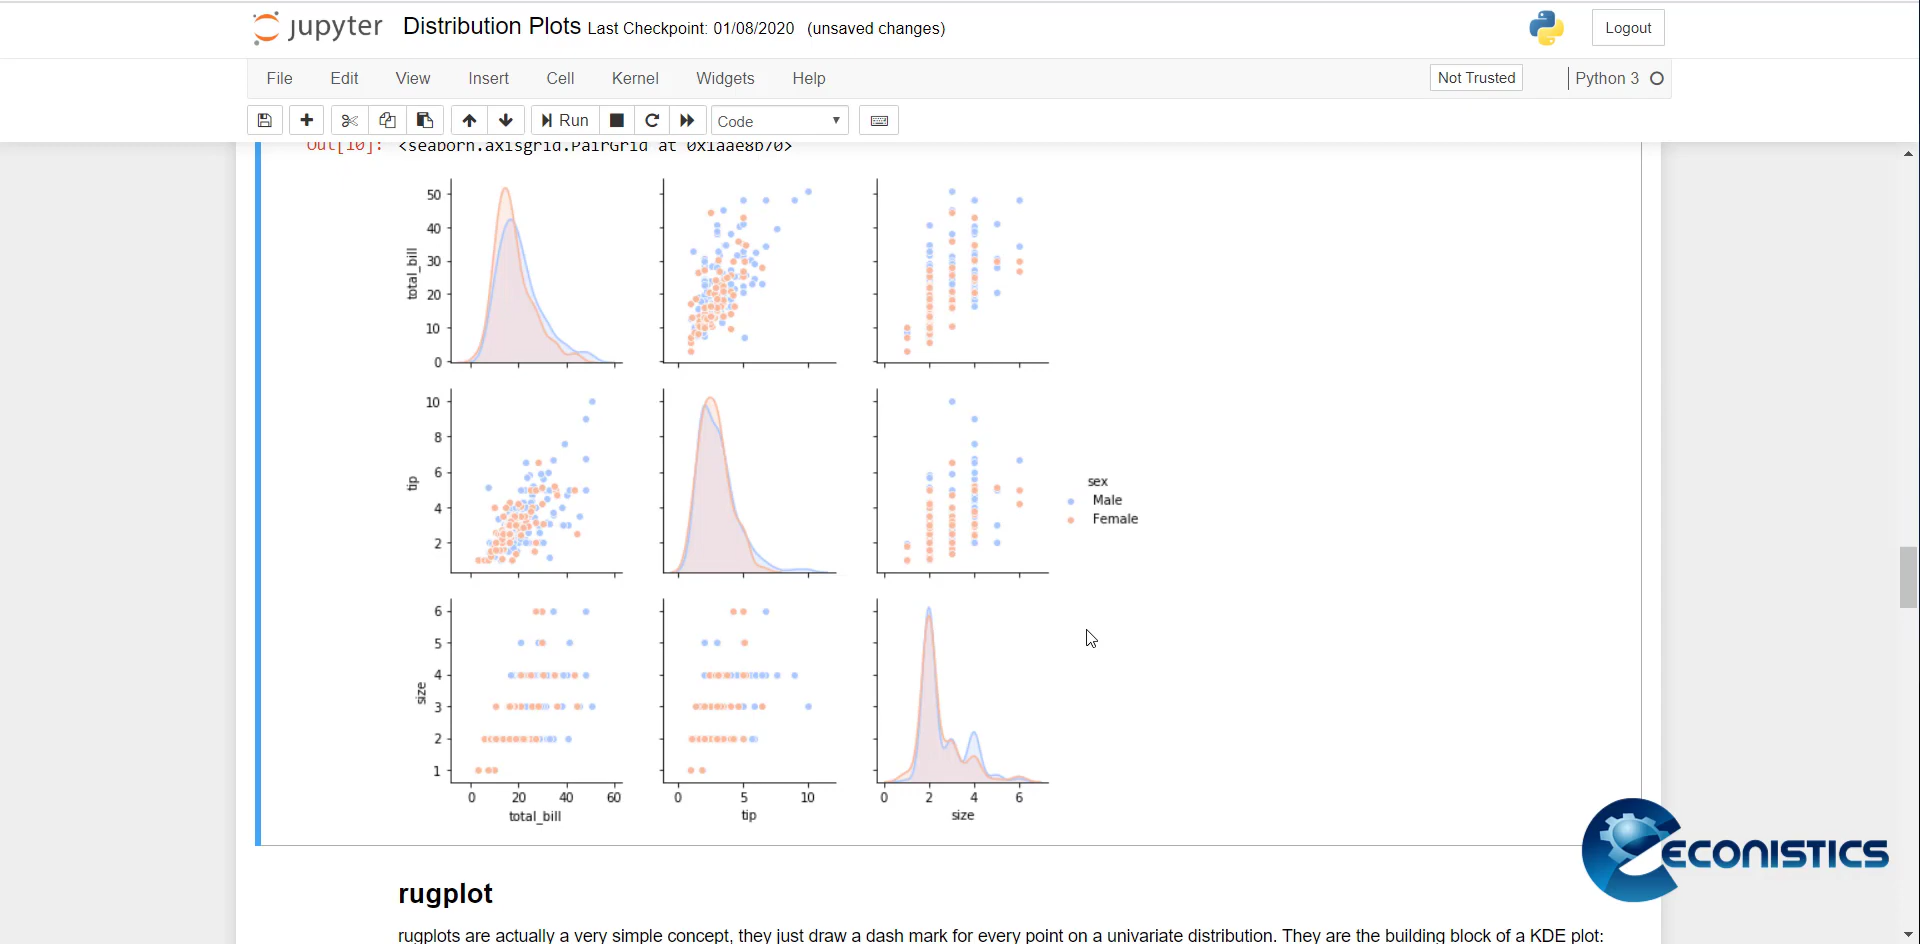 jupyter Distribution Plots Last Checkpoint: 01/08/2020 (unsaved changes)
Logout
File Edit View Insert Cell Kernel Widgets Help
Not Trusted
Python 3
Run
Code
Out[10]: <seaborn.axisgrid.PairGrid at 0x1aae8b70>
50
40
30
20
10
0
total_bill
10
8
6
4
2
tip
sex
Male
Female
6
5
4
3
2
1
size
0 20 40 60
total_bill
0 5 10
tip
0 2 4 6
size
ECONISTICS
rugplot
rugplots are actually a very simple concept, they just draw a dash mark for every point on a univariate distribution. They are the building block of a KDE plot: